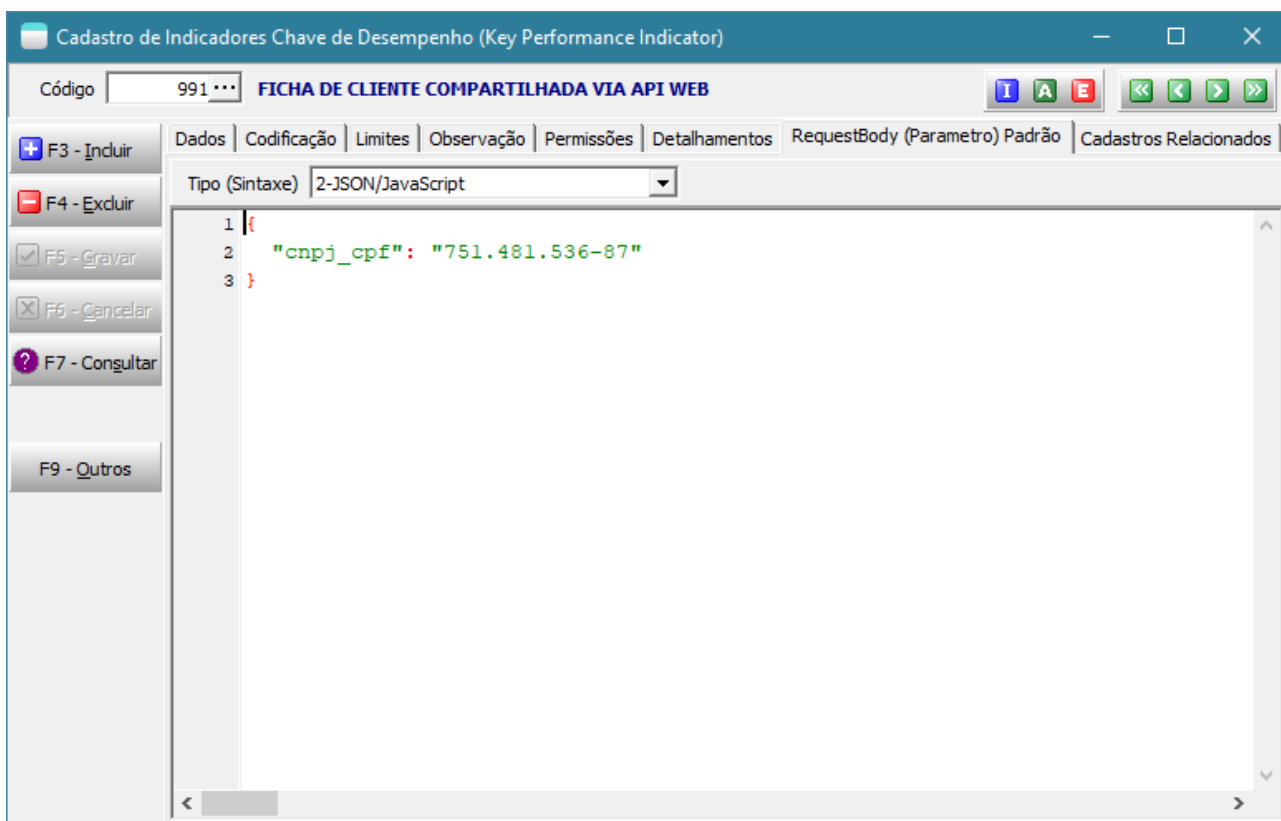 Cadastro de Indicadores Chave de Desempenho (Key Performance Indicator)
Código 991 ... FICHA DE CLIENTE COMPARTILHADA VIA API WEB I A E
F3 - Incluir
F4 - Excluir
F5 - Gravar
F6 - Cancelar
F7 - Consultar
F9 - Outros
Dados Codificação Limites Observação Permissões Detalhamentos RequestBody (Parametro) Padrão Cadastros Relacionados
Tipo (Sintaxe) 2-JSON/JavaScript
1 {
2 "cnpj_cpf": "751.481.536-87"
3 }